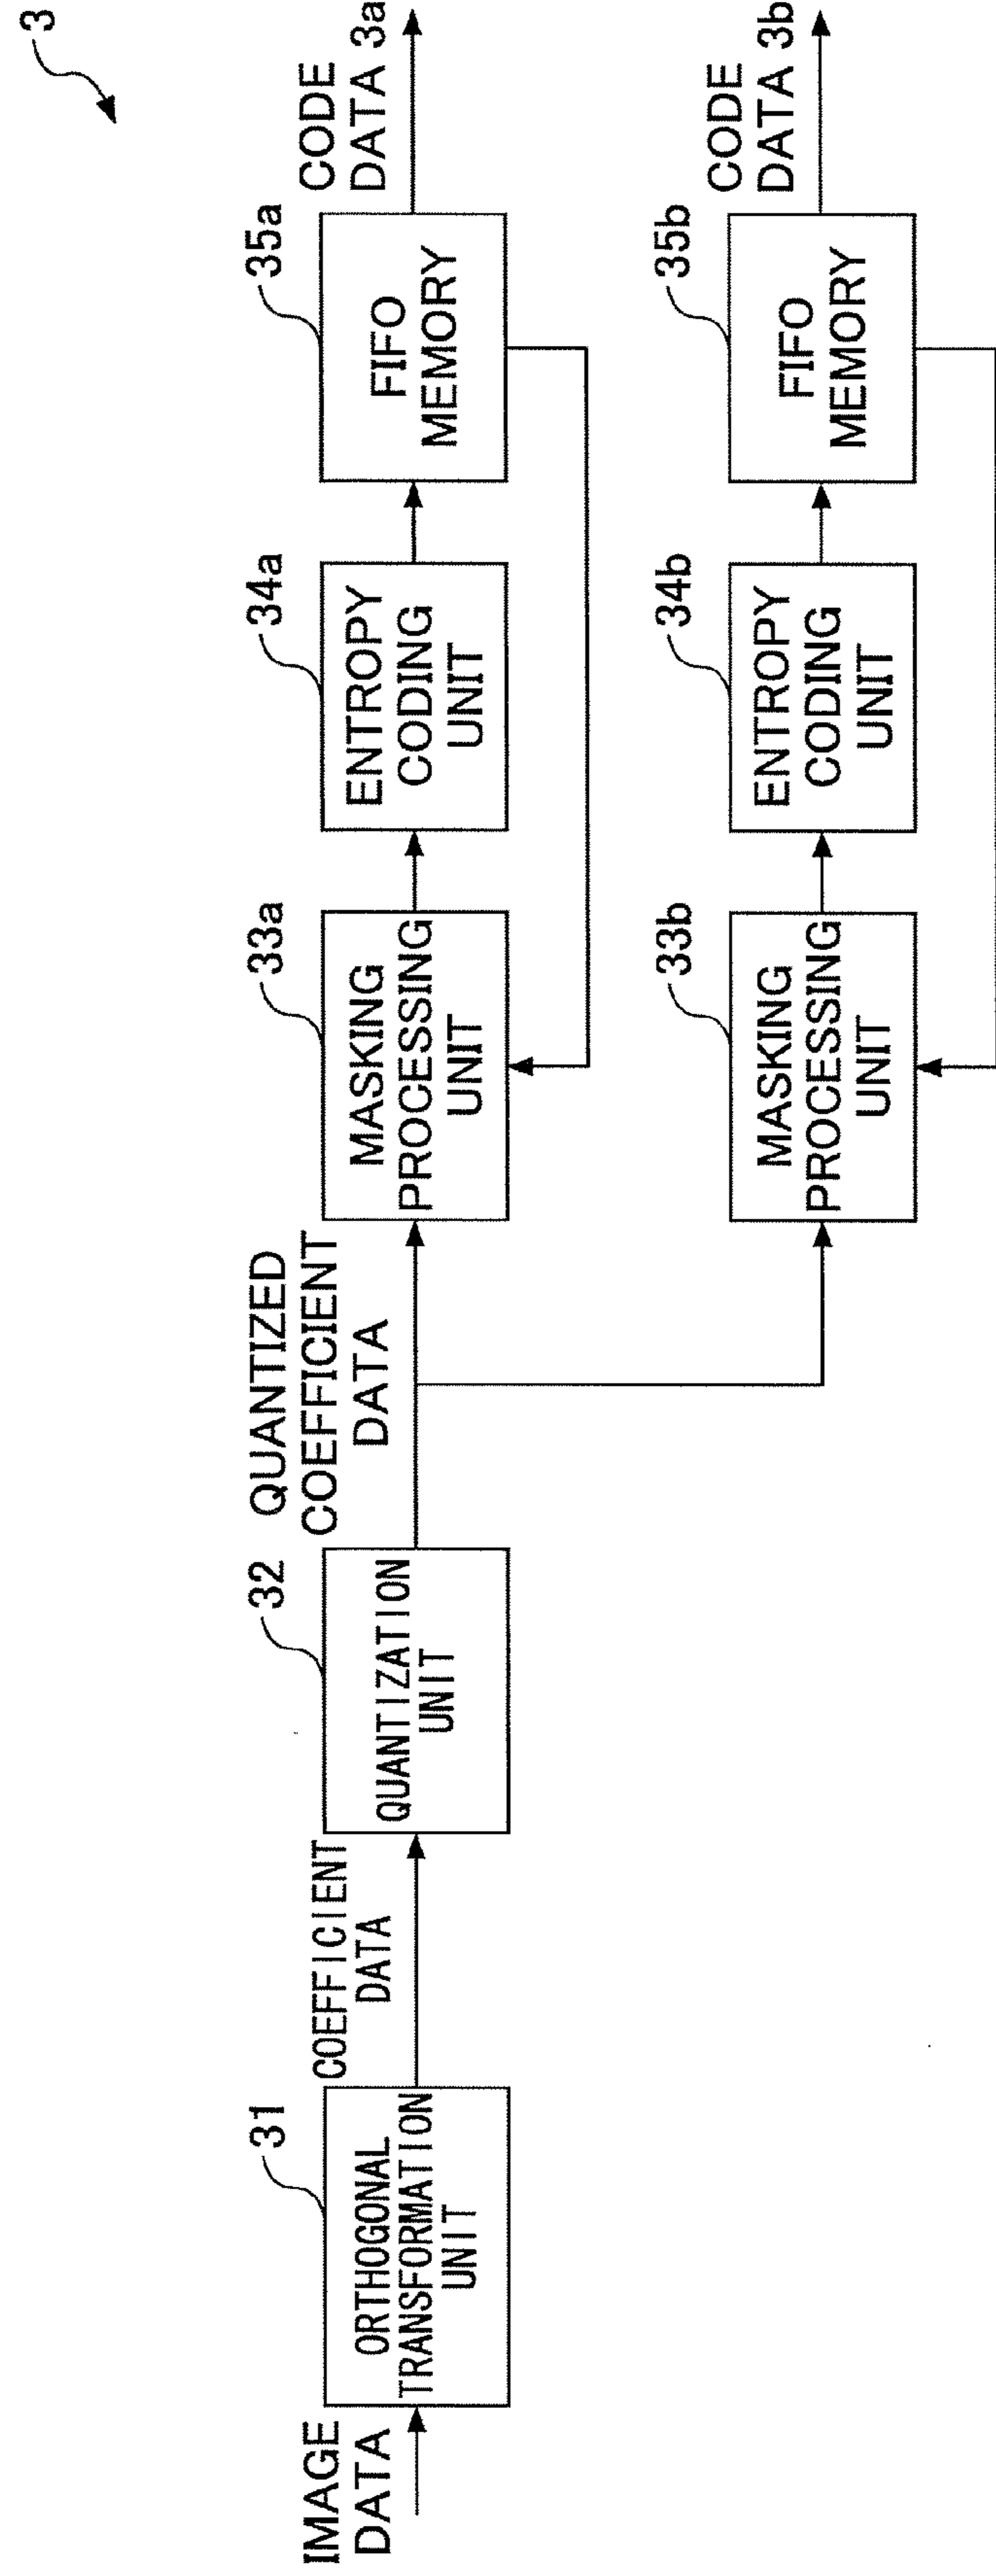 3
IMAGE
DATA
31
ORTHOGONAL
TRANSFORMATION
UNIT
COEFFICIENT
DATA
32
QUANTIZATION
UNIT
QUANTIZED
COEFFICIENT
DATA
33a
MASKING
PROCESSING
UNIT
34a
ENTROPY
CODING
UNIT
35a
FIFO
MEMORY
CODE
DATA 3a
33b
MASKING
PROCESSING
UNIT
34b
ENTROPY
CODING
UNIT
35b
FIFO
MEMORY
CODE
DATA 3b